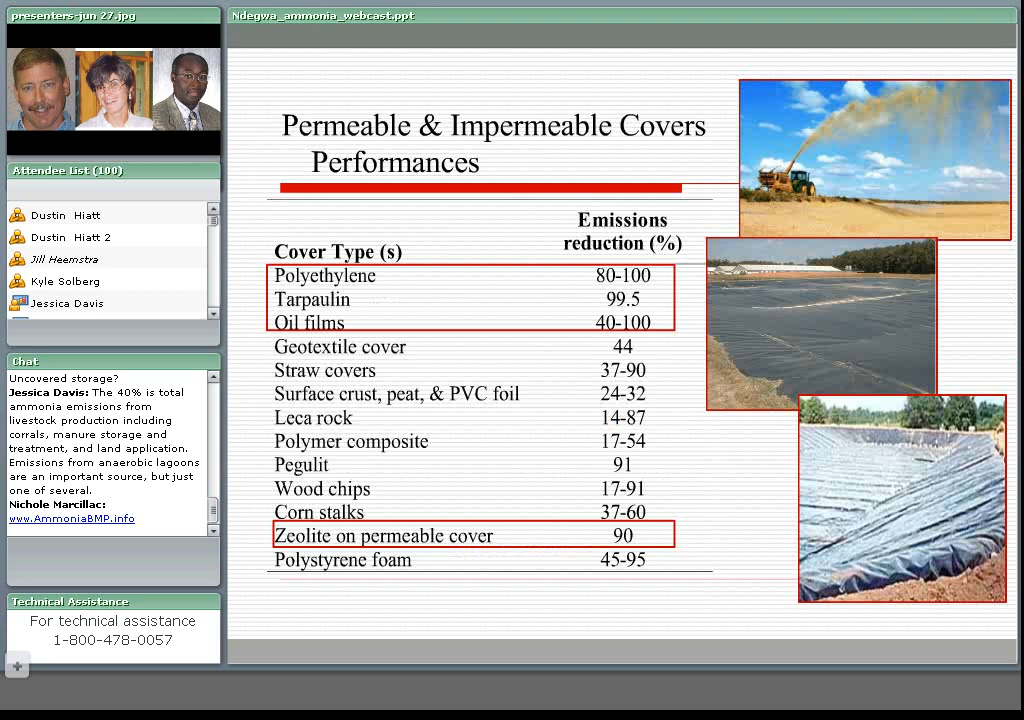 presenters-jun 27.jpg
Attendee List (100)
Dustin Hiatt
Dustin Hiatt 2
Jill Heemstra
Kyle Solberg
Jessica Davis
Chat
Uncovered storage?
Jessica Davis: The 40% is total
ammonia emissions from
livestock production including
corrals, manure storage and
treatment, and land application.
Emissions from anaerobic lagoons
are an important source, but just
one of several.
Nichole Marcillac:
www.AmmoniaBMP.info
Technical Assistance
For technical assistance
1-800-478-0057
Ndegwa_ammonia_webcast.ppt
Permeable & Impermeable Covers
Performances
Emissions
reduction (%)
Cover Type (s)
Polyethylene 80-100
Tarpaulin 99.5
Oil films 40-100
Geotextile cover 44
Straw covers 37-90
Surface crust, peat, & PVC foil 24-32
Leca rock 14-87
Polymer composite 17-54
Pegulit 91
Wood chips 17-91
Corn stalks 37-60
Zeolite on permeable cover 90
Polystyrene foam 45-95